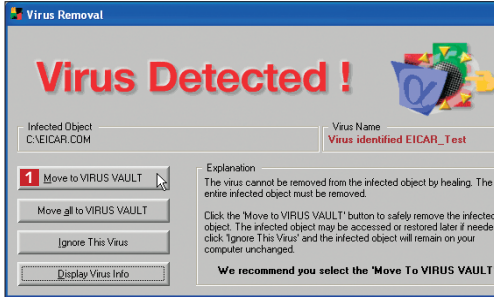 Virus Removal
Virus Detected !
Infected Object
C:\EICAR.COM
Virus Name
Virus identified EICAR_Test
1 Move to VIRUS VAULT
Move all to VIRUS VAULT
Ignore This Virus
Display Virus Info
Explanation
The virus cannot be removed from the infected object by healing. The
entire infected object must be removed.
Click the 'Move to VIRUS VAULT' button to safely remove the infected
object. The infected object may be accessed or restored later if neede
click 'Ignore This Virus' and the infected object will remain on your
computer unchanged.
We recommend you select the 'Move To VIRUS VAULT